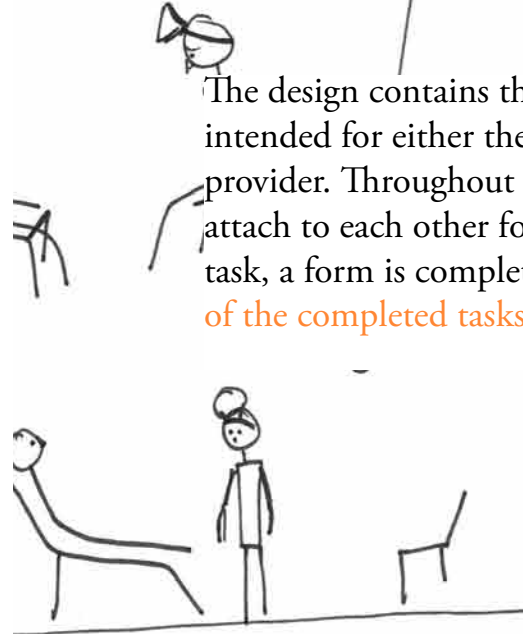 The design contains th
intended for either the
provider. Throughout
attach to each other fo
task, a form is comple
of the completed tasks